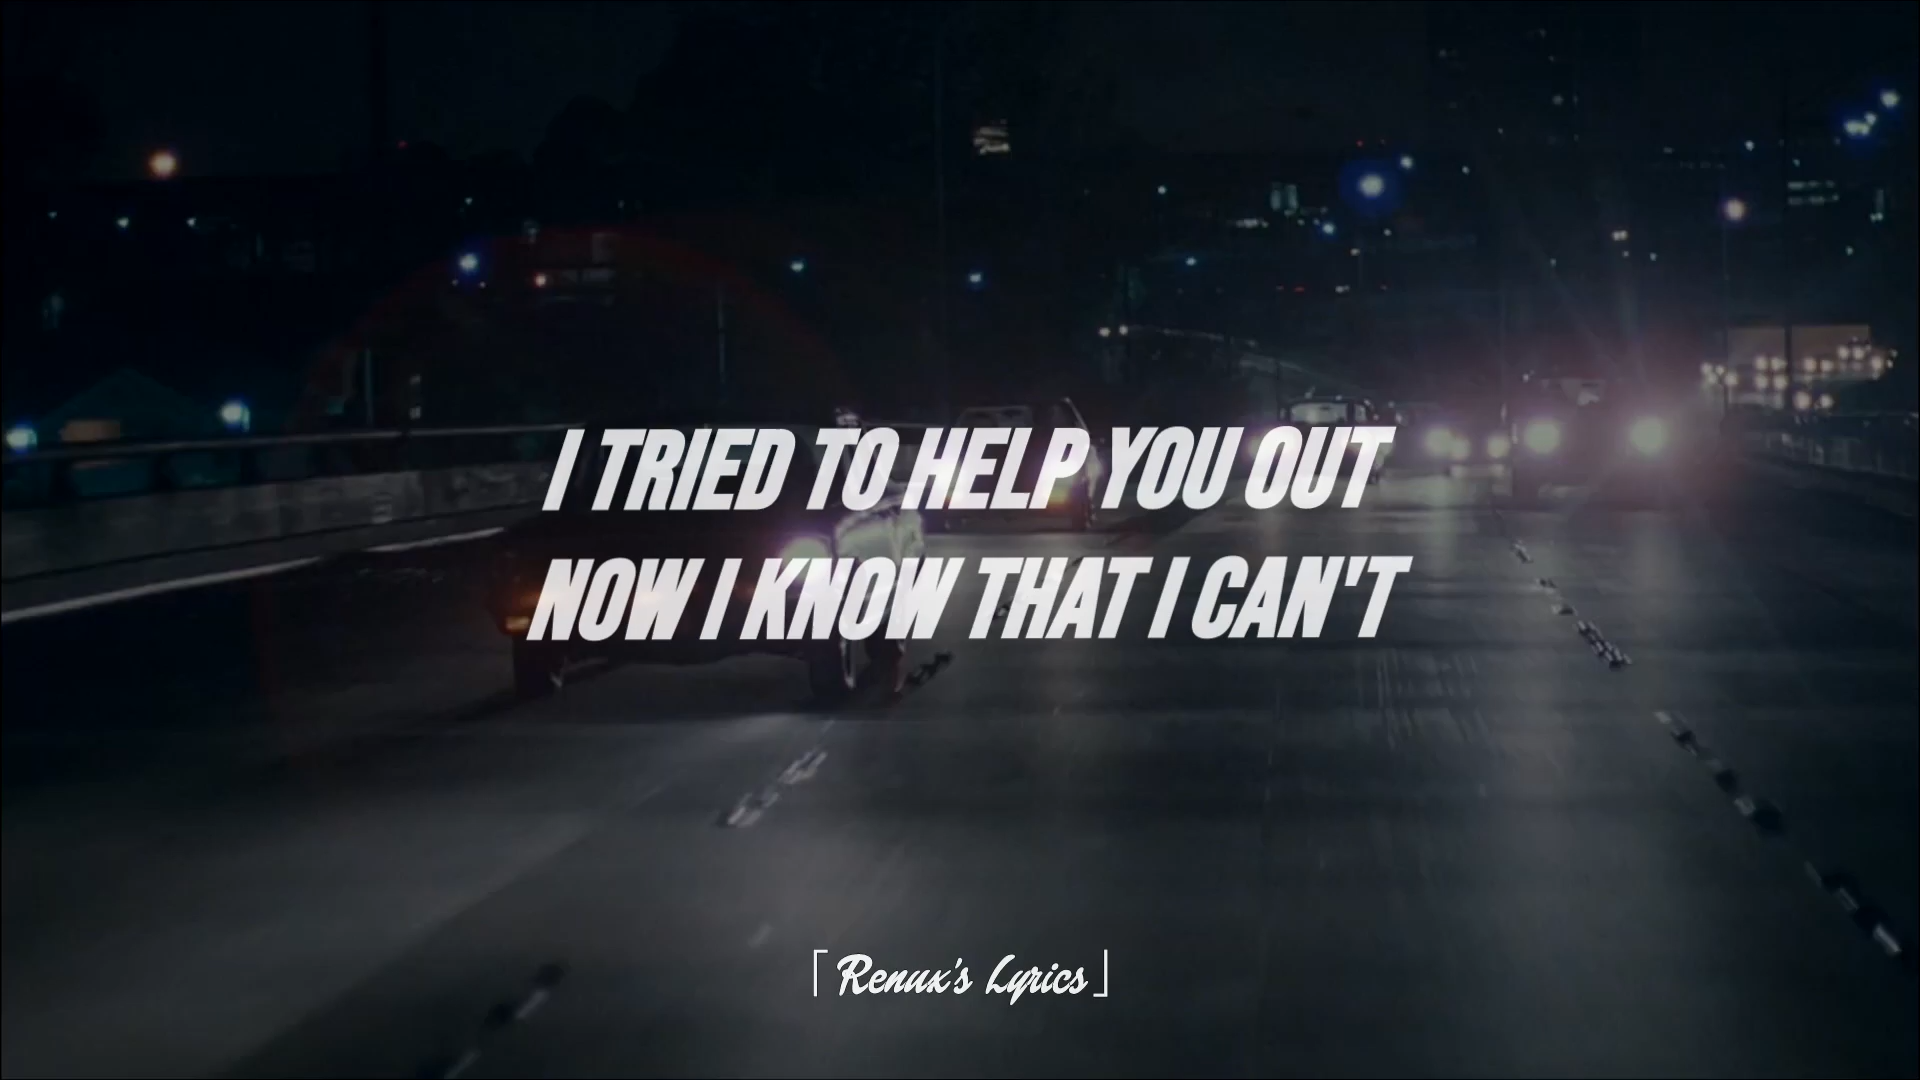 I TRIED TO HELP YOU OUT
NOW I KNOW THAT I CAN'T
「Renux's Lyrics」